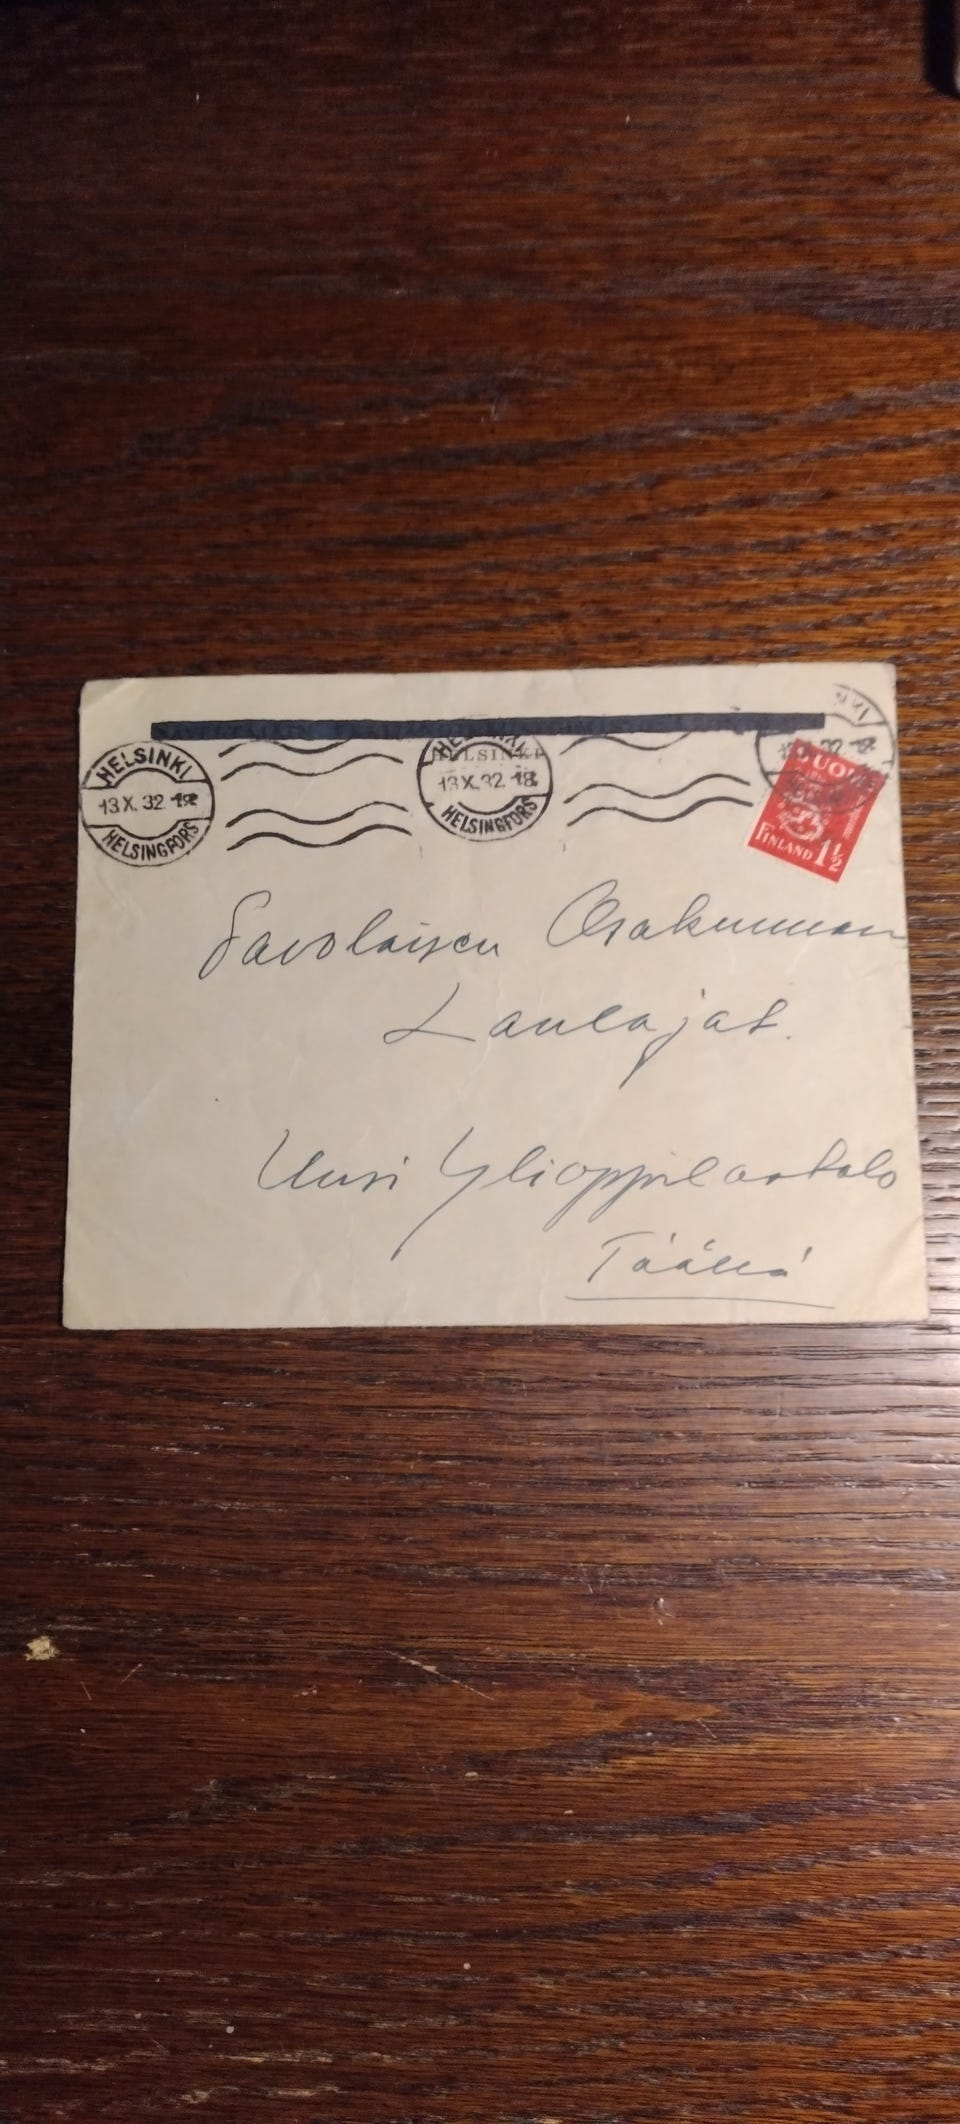 HELSINKI
13 X. 32
HELSINGFORS
HELSINKI
13 X. 32. 18
HELSINGFORS
SUOMI
FINLAND 1½
Savolaisen Osakunnan
Laulajat.
Uusi Ylioppilastalo
Täällä